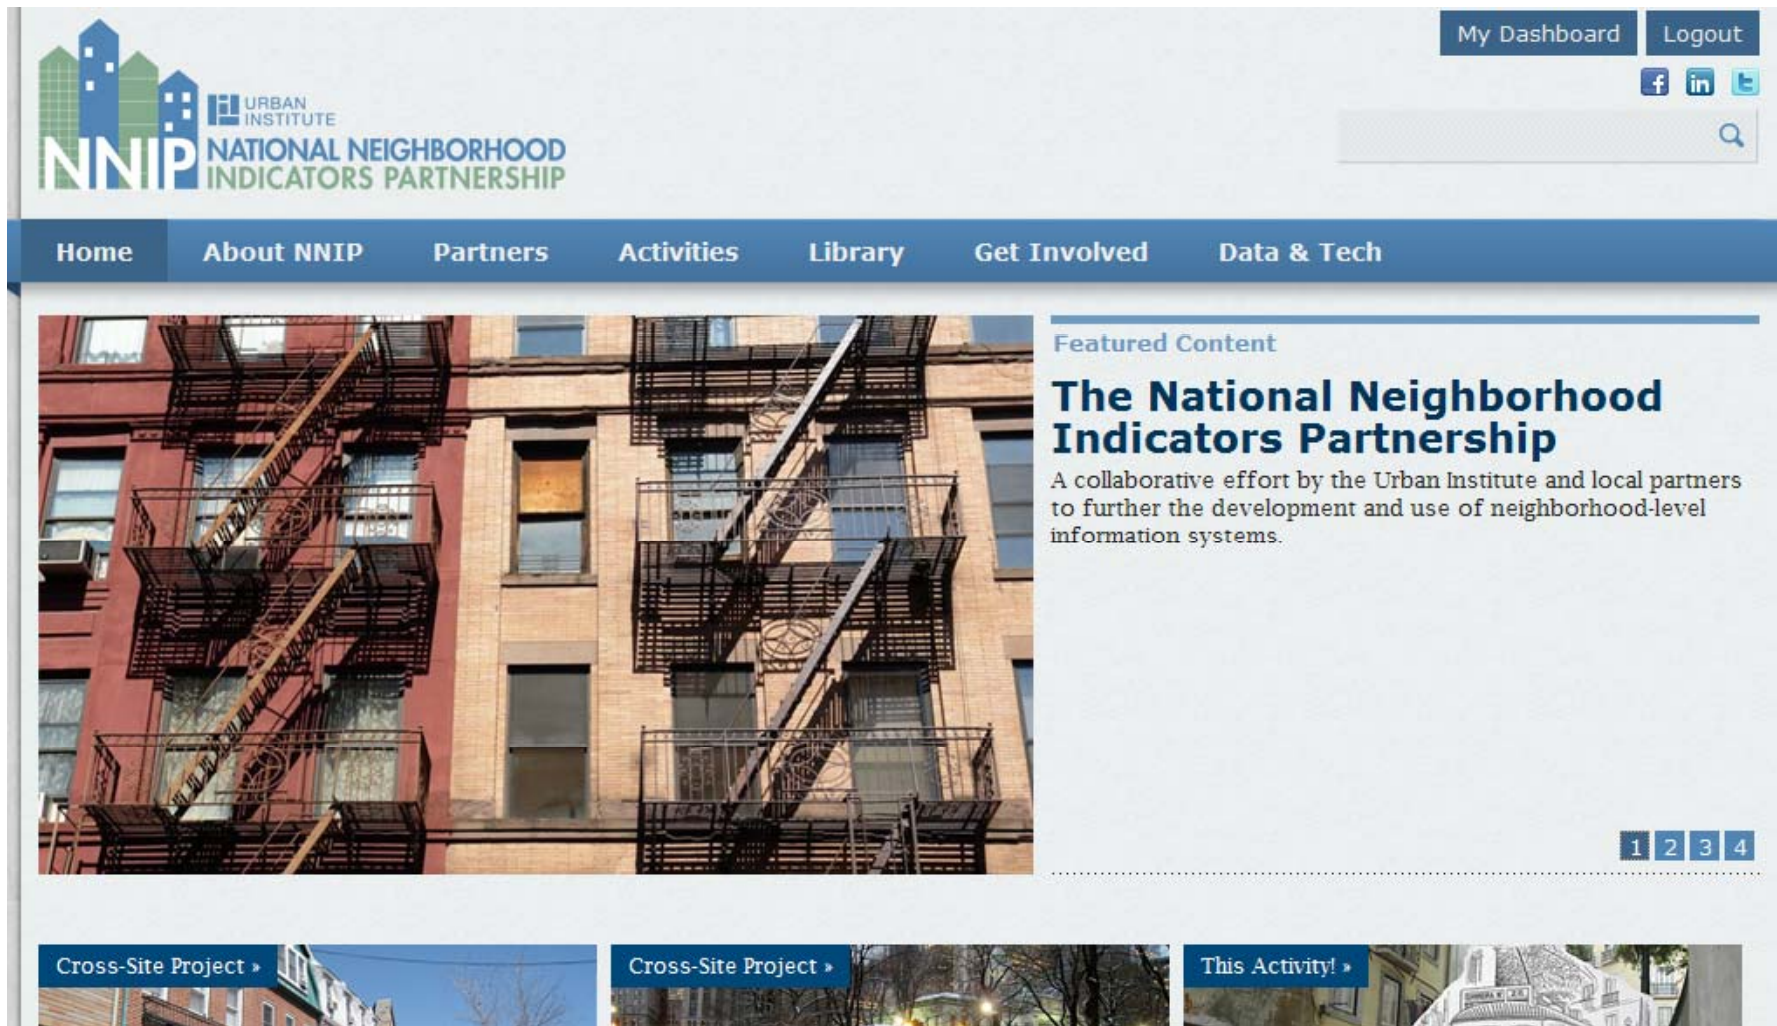 My Dashboard
Logout
URBAN
INSTITUTE
NNIP
NATIONAL NEIGHBORHOOD
INDICATORS PARTNERSHIP
Home
About NNIP
Partners
Activities
Library
Get Involved
Data & Tech
Featured Content
The National Neighborhood
Indicators Partnership
A collaborative effort by the Urban Institute and local partners
to further the development and use of neighborhood-level
information systems.
1 2 3 4
Cross-Site Project »
Cross-Site Project »
This Activity! »